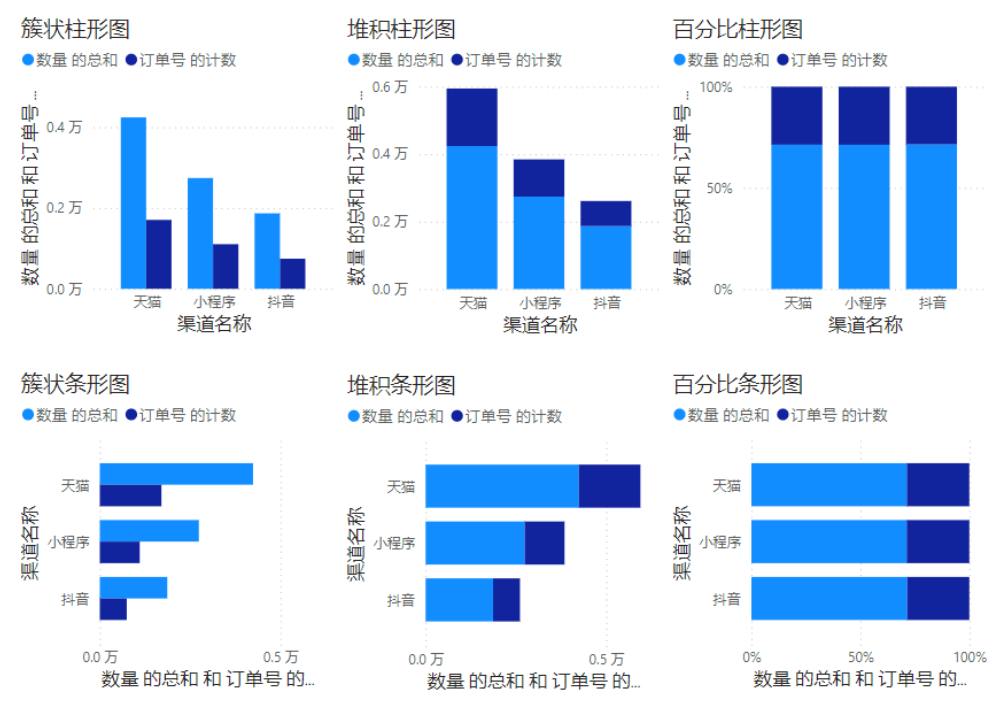 簇状柱形图
数量 的总和 订单号 的计数
数量 的总和 和 订单号 ...
0.4 万
0.2 万
0.0 万
天猫 小程序 抖音
渠道名称
堆积柱形图
数量 的总和 订单号 的计数
数量 的总和 和 订单号 ...
0.6 万
0.4 万
0.2 万
0.0 万
天猫 小程序 抖音
渠道名称
百分比柱形图
数量 的总和 订单号 的计数
数量 的总和 和 订单号 ...
100%
50%
0%
天猫 小程序 抖音
渠道名称
簇状条形图
数量 的总和 订单号 的计数
渠道名称
天猫
小程序
抖音
0.0 万 0.5 万
数量 的总和 和 订单号 的...
堆积条形图
数量 的总和 订单号 的计数
渠道名称
天猫
小程序
抖音
0.0 万 0.5 万
数量 的总和 和 订单号 的...
百分比条形图
数量 的总和 订单号 的计数
渠道名称
天猫
小程序
抖音
0% 50% 100%
数量 的总和 和 订单号 的...